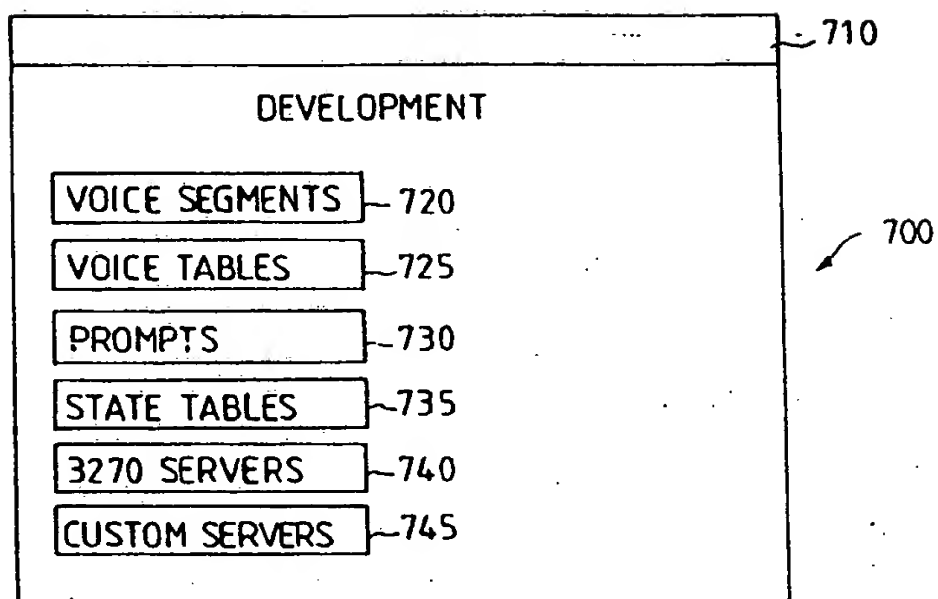 710
DEVELOPMENT
VOICE SEGMENTS 720
700
VOICE TABLES 725
PROMPTS 730
STATE TABLES 735
3270 SERVERS 740
CUSTOM SERVERS 745